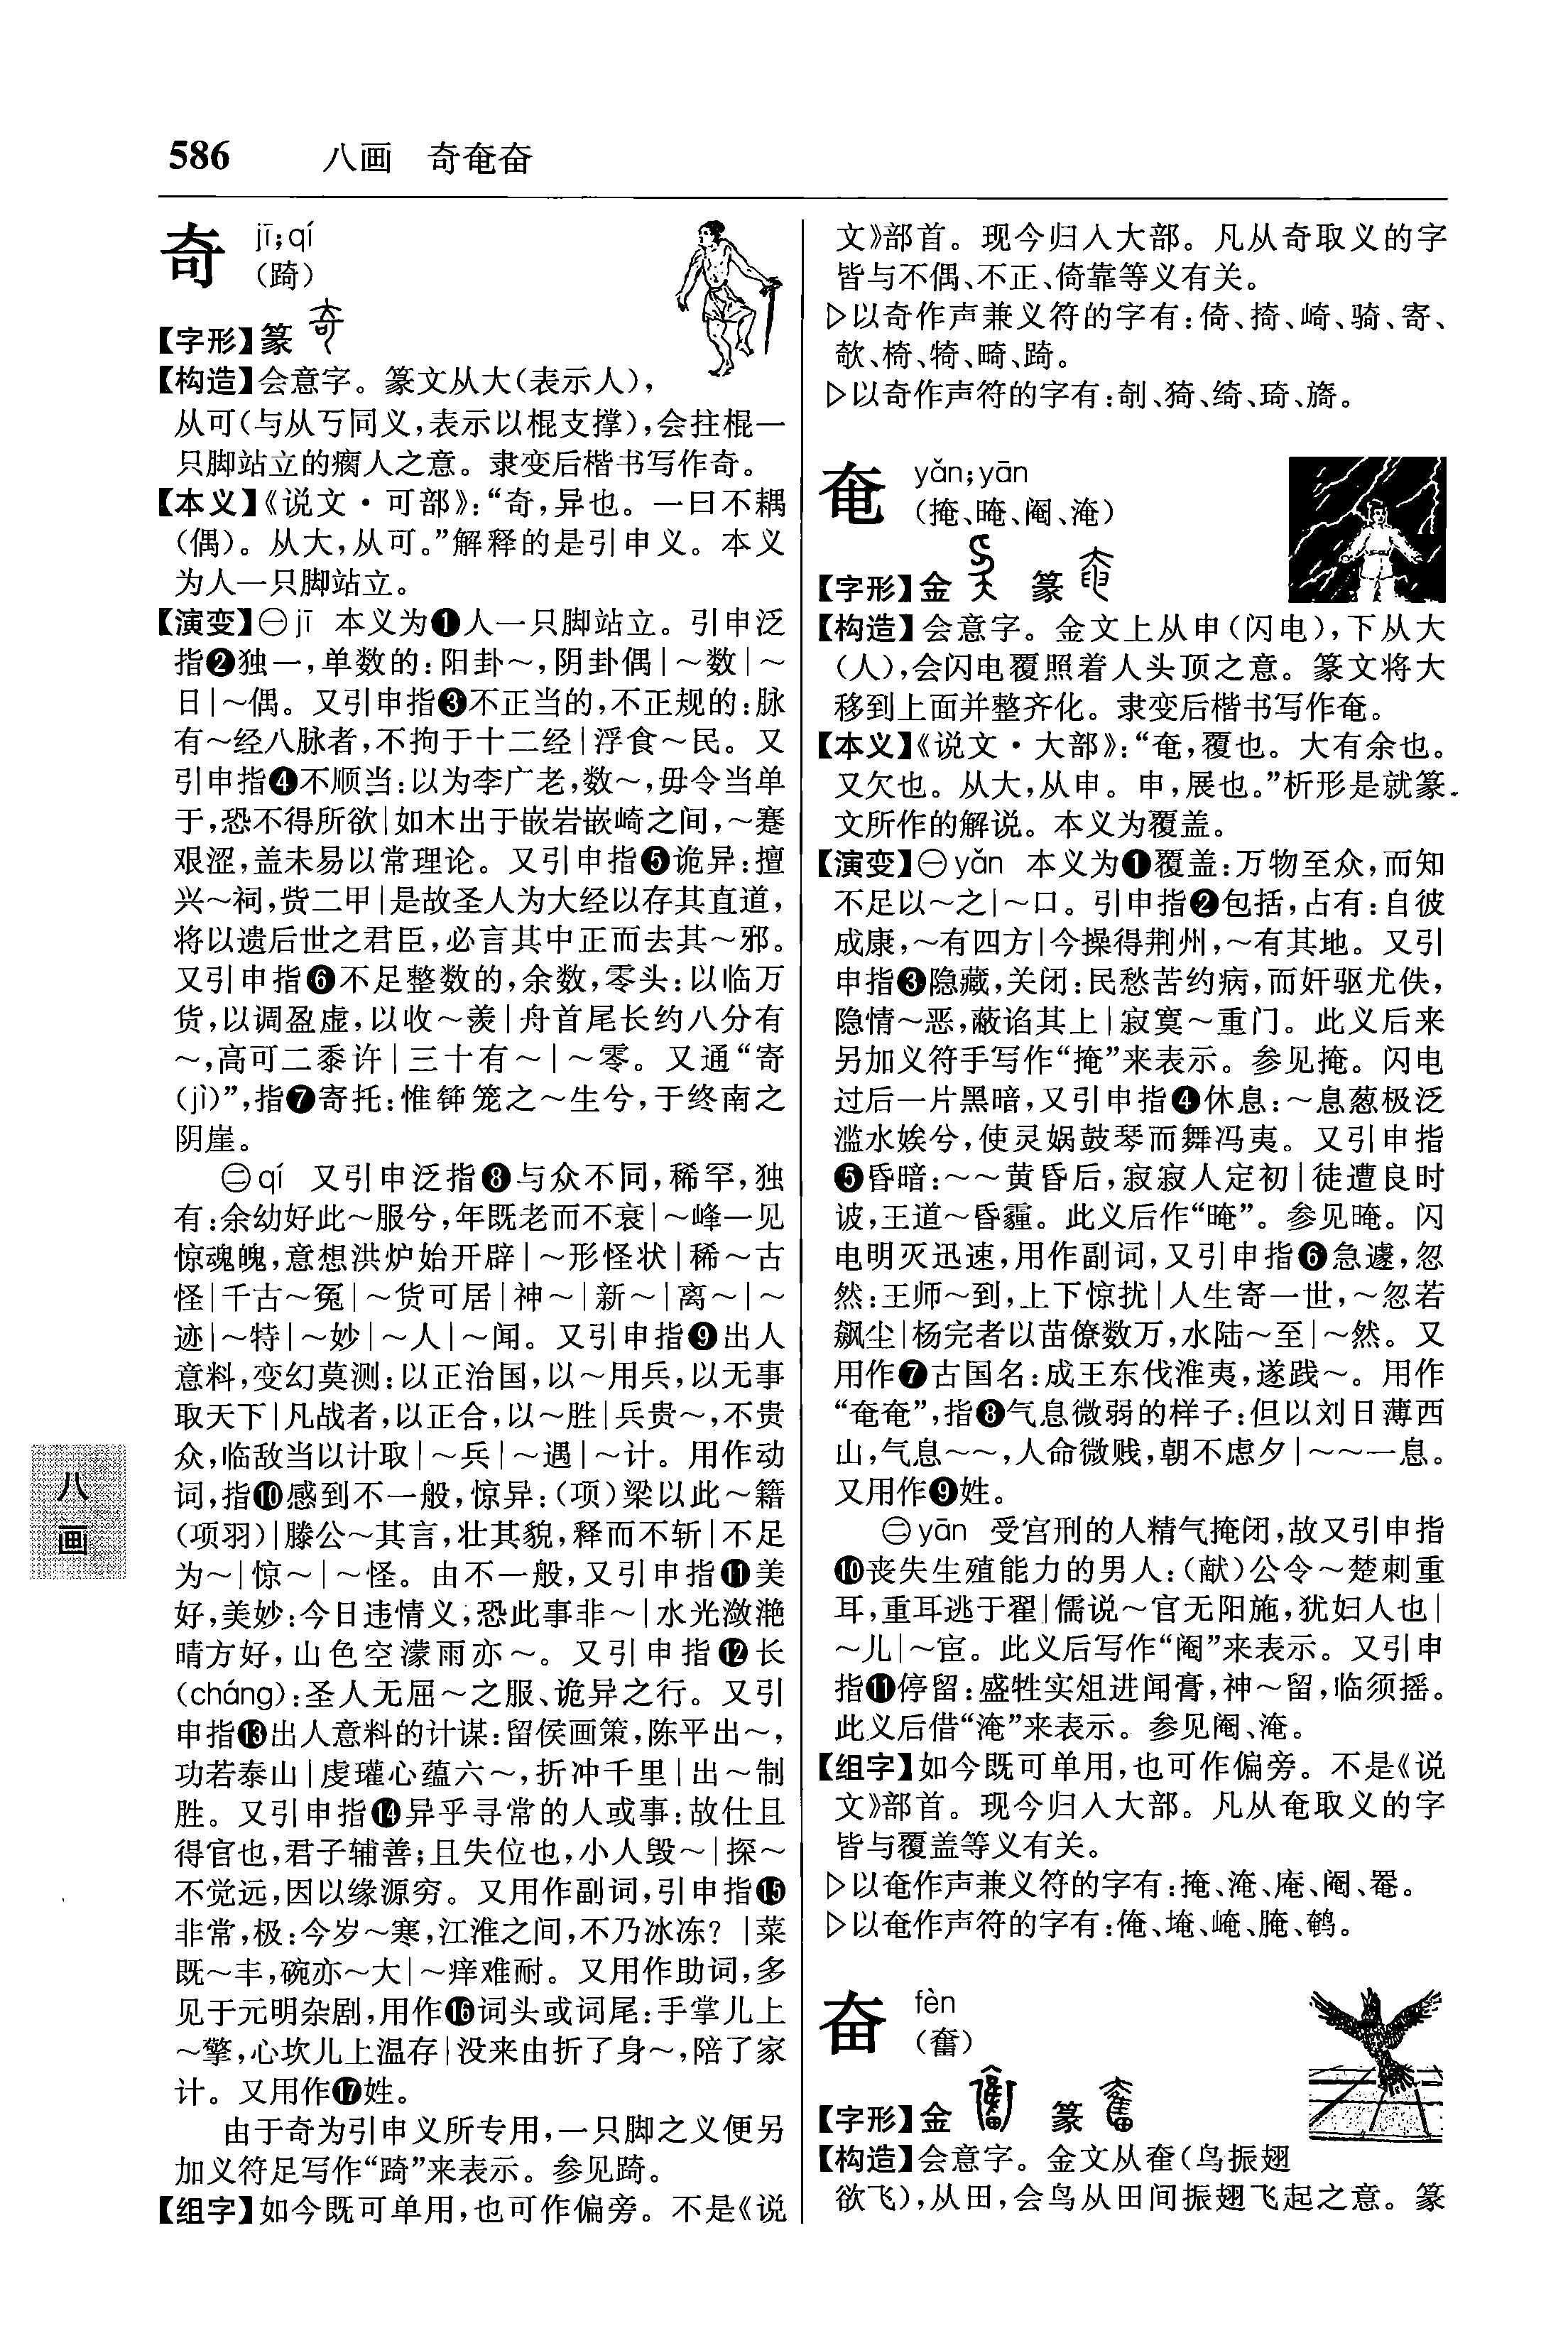 586 八画 奇奄奋
奇 jī;qí
(踦)
【字形】篆
【构造】会意字。篆文从大(表示人),
从可(与从丂同义,表示以棍支撑),会拄棍一
只脚站立的瘸人之意。隶变后楷书写作奇。
【本义】《说文·可部》:“奇,异也。一曰不耦
(偶)。从大,从可。”解释的是引申义。本义
为人一只脚站立。
【演变】㊀jī 本义为❶人一只脚站立。引申泛
指❷独一,单数的:阳卦~,阴卦偶|~数|~
日|~偶。又引申指❸不正当的,不正规的:脉
有~经八脉者,不拘于十二经|浮食~民。又
引申指❹不顺当:以为李广老,数~,毋令当单
于,恐不得所欲|如木出于嵌岩嵚崎之间,~蹇
艰涩,盖未易以常理论。又引申指❺诡异:擅
兴~祠,赀二甲|是故圣人为大经以存其直道,
将以遗后世之君臣,必言其中正而去其~邪。
又引申指❻不足整数的,余数,零头:以临万
货,以调盈虚,以收~羡|舟首尾长约八分有
~,高可二黍许|三十有~|~零。又通“寄
(jì)”,指❼寄托:惟籦笼之~生兮,于终南之
阴崖。
㊁qí 又引申泛指❽与众不同,稀罕,独
有:余幼好此~服兮,年既老而不衰|~峰一见
惊魂魄,意想洪炉始开辟|~形怪状|稀~古
怪|千古~冤|~货可居|神~|新~|离~|~
迹|~特|~妙|~人|~闻。又引申指❾出人
意料,变幻莫测:以正治国,以~用兵,以无事
取天下|凡战者,以正合,以~胜|兵贵~,不贵
众,临敌当以计取|~兵|~遇|~计。用作动
词,指❿感到不一般,惊异:(项)梁以此~籍
(项羽)|滕公~其言,壮其貌,释而不斩|不足
为~|惊~|~怪。由不一般,又引申指⓫美
好,美妙:今日违情义,恐此事非~|水光潋滟
晴方好,山色空濛雨亦~。又引申指⓬长
(cháng):圣人无屈~之服、诡异之行。又引
申指⓭出人意料的计谋:留侯画策,陈平出~,
功若泰山|虔瓘心蕴六~,折冲千里|出~制
胜。又引申指⓮异乎寻常的人或事:故仕且
得官也,君子辅善;且失位也,小人毁~|探~
不觉远,因以缘源穷。又用作副词,引申指⓯
非常,极:今岁~寒,江淮之间,不乃冰冻?|菜
既~丰,碗亦~大|~痒难耐。又用作助词,多
见于元明杂剧,用作⓰词头或词尾:手掌儿上
~擎,心坎儿上温存|没来由折了身~,陪了家
计。又用作⓱姓。
由于奇为引申义所专用,一只脚之义便另
加义符足写作“踦”来表示。参见踦。
【组字】如今既可单用,也可作偏旁。不是《说
文》部首。现今归入大部。凡从奇取义的字
皆与不偶、不正、倚靠等义有关。
▷以奇作声兼义符的字有:倚、掎、崎、骑、寄、
欹、椅、犄、畸、踦。
▷以奇作声符的字有:剞、猗、绮、琦、旖。
奄 yǎn;yān
(掩、晻、阉、淹)
【字形】金 篆
【构造】会意字。金文上从申(闪电),下从大
(人),会闪电覆照着人头顶之意。篆文将大
移到上面并整齐化。隶变后楷书写作奄。
【本义】《说文·大部》:“奄,覆也。大有余也。
又欠也。从大,从申。申,展也。”析形是就篆
文所作的解说。本义为覆盖。
【演变】㊀yǎn 本义为❶覆盖:万物至众,而知
不足以~之|~口。引申指❷包括,占有:自彼
成康,~有四方|今操得荆州,~有其地。又引
申指❸隐藏,关闭:民愁苦约病,而奸驱尤佚,
隐情~恶,蔽谄其上|寂寞~重门。此义后来
另加义符手写作“掩”来表示。参见掩。闪电
过后一片黑暗,又引申指❹休息:~息葱极泛
滥水娭兮,使灵娲鼓琴而舞冯夷。又引申指
❺昏暗:~~黄昏后,寂寂人定初|徒遭良时
诐,王道~昏霾。此义后作“晻”。参见晻。闪
电明灭迅速,用作副词,又引申指❻急遽,忽
然:王师~到,上下惊扰|人生寄一世,~忽若
飙尘|杨完者以苗僚数万,水陆~至|~然。又
用作❼古国名:成王东伐淮夷,遂践~。用作
“奄奄”,指❽气息微弱的样子:但以刘日薄西
山,气息~~,人命微贱,朝不虑夕|~~一息。
又用作❾姓。
㊁yān 受宫刑的人精气掩闭,故又引申指
❿丧失生殖能力的男人:(献)公令~楚刺重
耳,重耳逃于翟|儒说~官无阳施,犹妇人也|
~儿|~宦。此义后写作“阉”来表示。又引申
指⓫停留:盛牲实俎进闻膏,神~留,临须摇。
此义后借“淹”来表示。参见阉、淹。
【组字】如今既可单用,也可作偏旁。不是《说
文》部首。现今归入大部。凡从奄取义的字
皆与覆盖等义有关。
▷以奄作声兼义符的字有:掩、淹、庵、阉、罨。
▷以奄作声符的字有:俺、埯、崦、腌、鹌。
奋 fèn
(奮)
【字形】金 篆
【构造】会意字。金文从奞(鸟振翅
欲飞),从田,会鸟从田间振翅飞起之意。篆
八
画